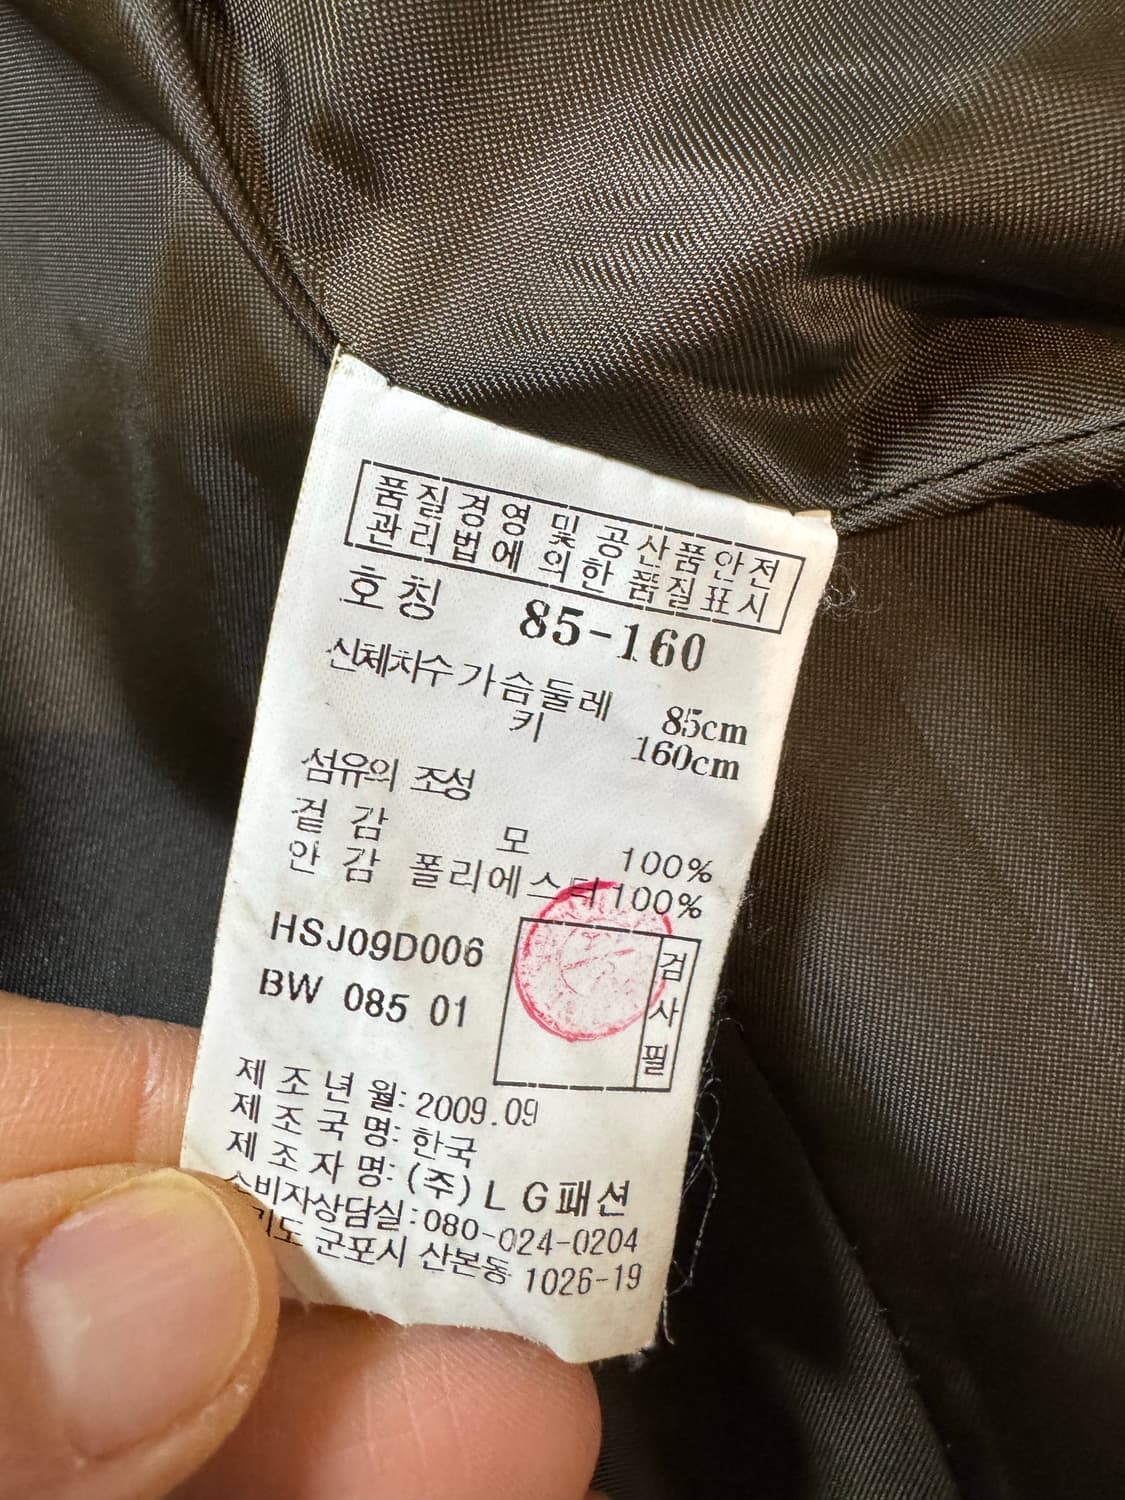 품질경영 및 공산품안전
관리법에 의한 품질표시
호칭 85-160
신체치수 가슴둘레 85cm
키 160cm
섬유의 조성
겉 감 모 100%
안 감 폴리에스터 100%
HSJ09D006
BW 085 01
검사필
제 조 년 월: 2009.09
제 조 국 명: 한국
제 조 자 명: (주) L G 패션
소비자상담실:080-024-0204
군포시 산본동 1026-19